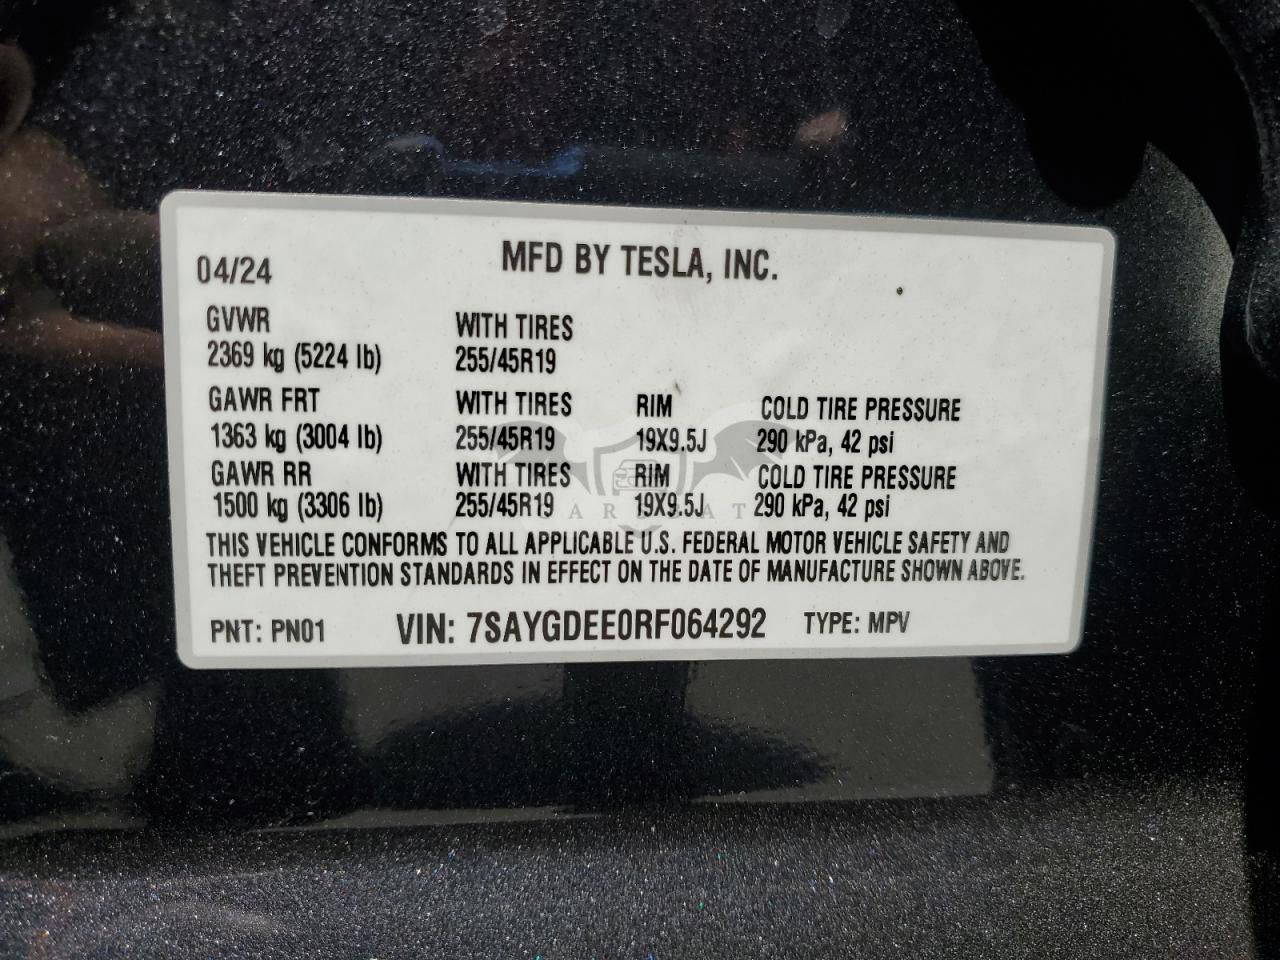 04/24 MFD BY TESLA, INC.
GVWR WITH TIRES
2369 kg (5224 lb) 255/45R19
GAWR FRT WITH TIRES RIM COLD TIRE PRESSURE
1363 kg (3004 lb) 255/45R19 19X9.5J 290 kPa, 42 psi
GAWR RR WITH TIRES RIM COLD TIRE PRESSURE
1500 kg (3306 lb) 255/45R19 19X9.5J 290 kPa, 42 psi
THIS VEHICLE CONFORMS TO ALL APPLICABLE U.S. FEDERAL MOTOR VEHICLE SAFETY AND
THEFT PREVENTION STANDARDS IN EFFECT ON THE DATE OF MANUFACTURE SHOWN ABOVE.
PNT: PN01 VIN: 7SAYGDEE0RF064292 TYPE: MPV